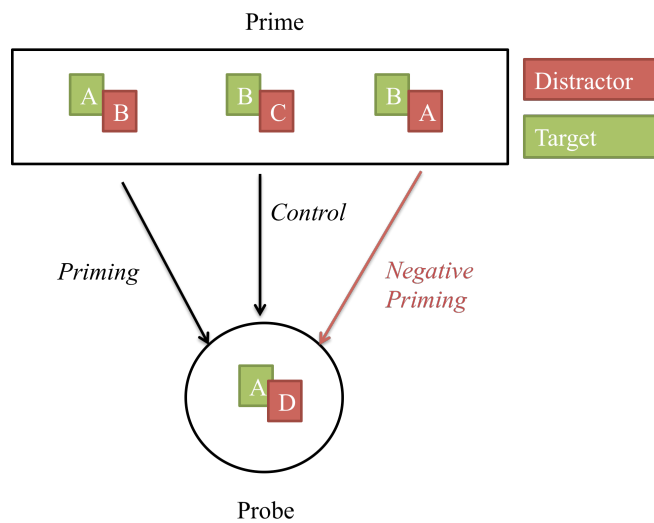 Prime
A B
B C
B A
Distractor
Target
Control
Priming
Negative
Priming
A D
Probe